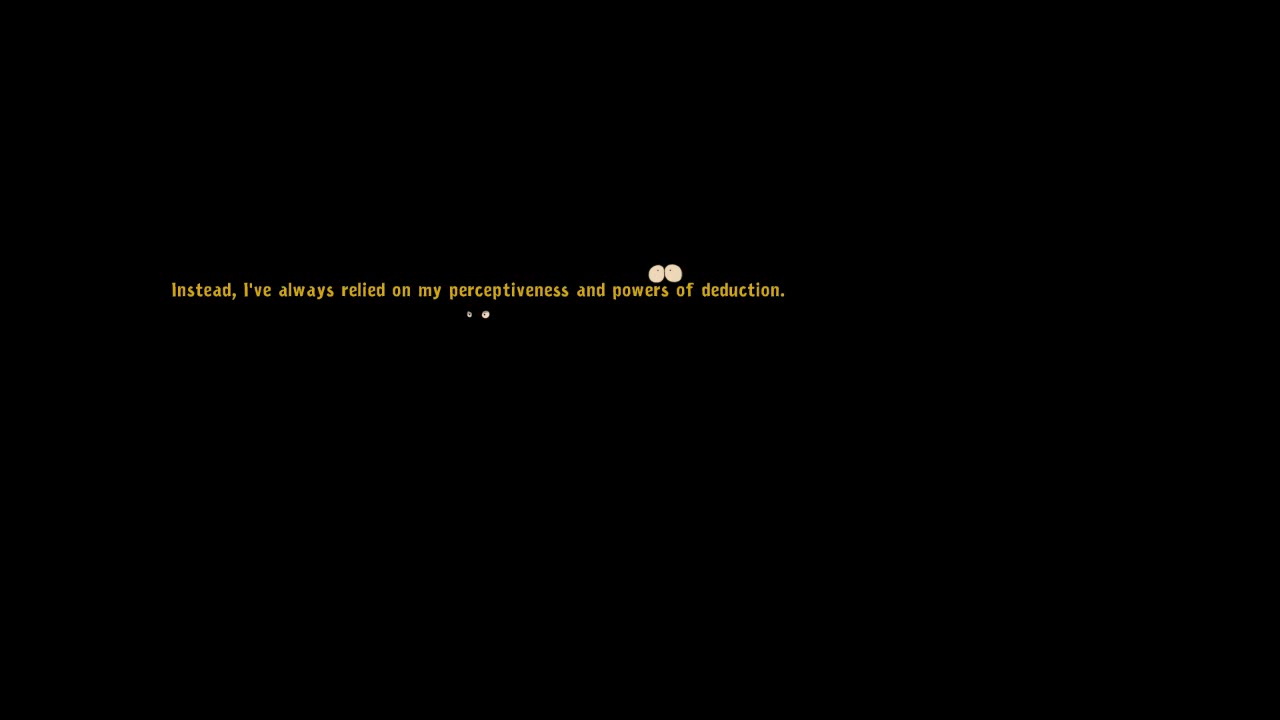 Instead, I've always relied on my perceptiveness and powers of deduction.